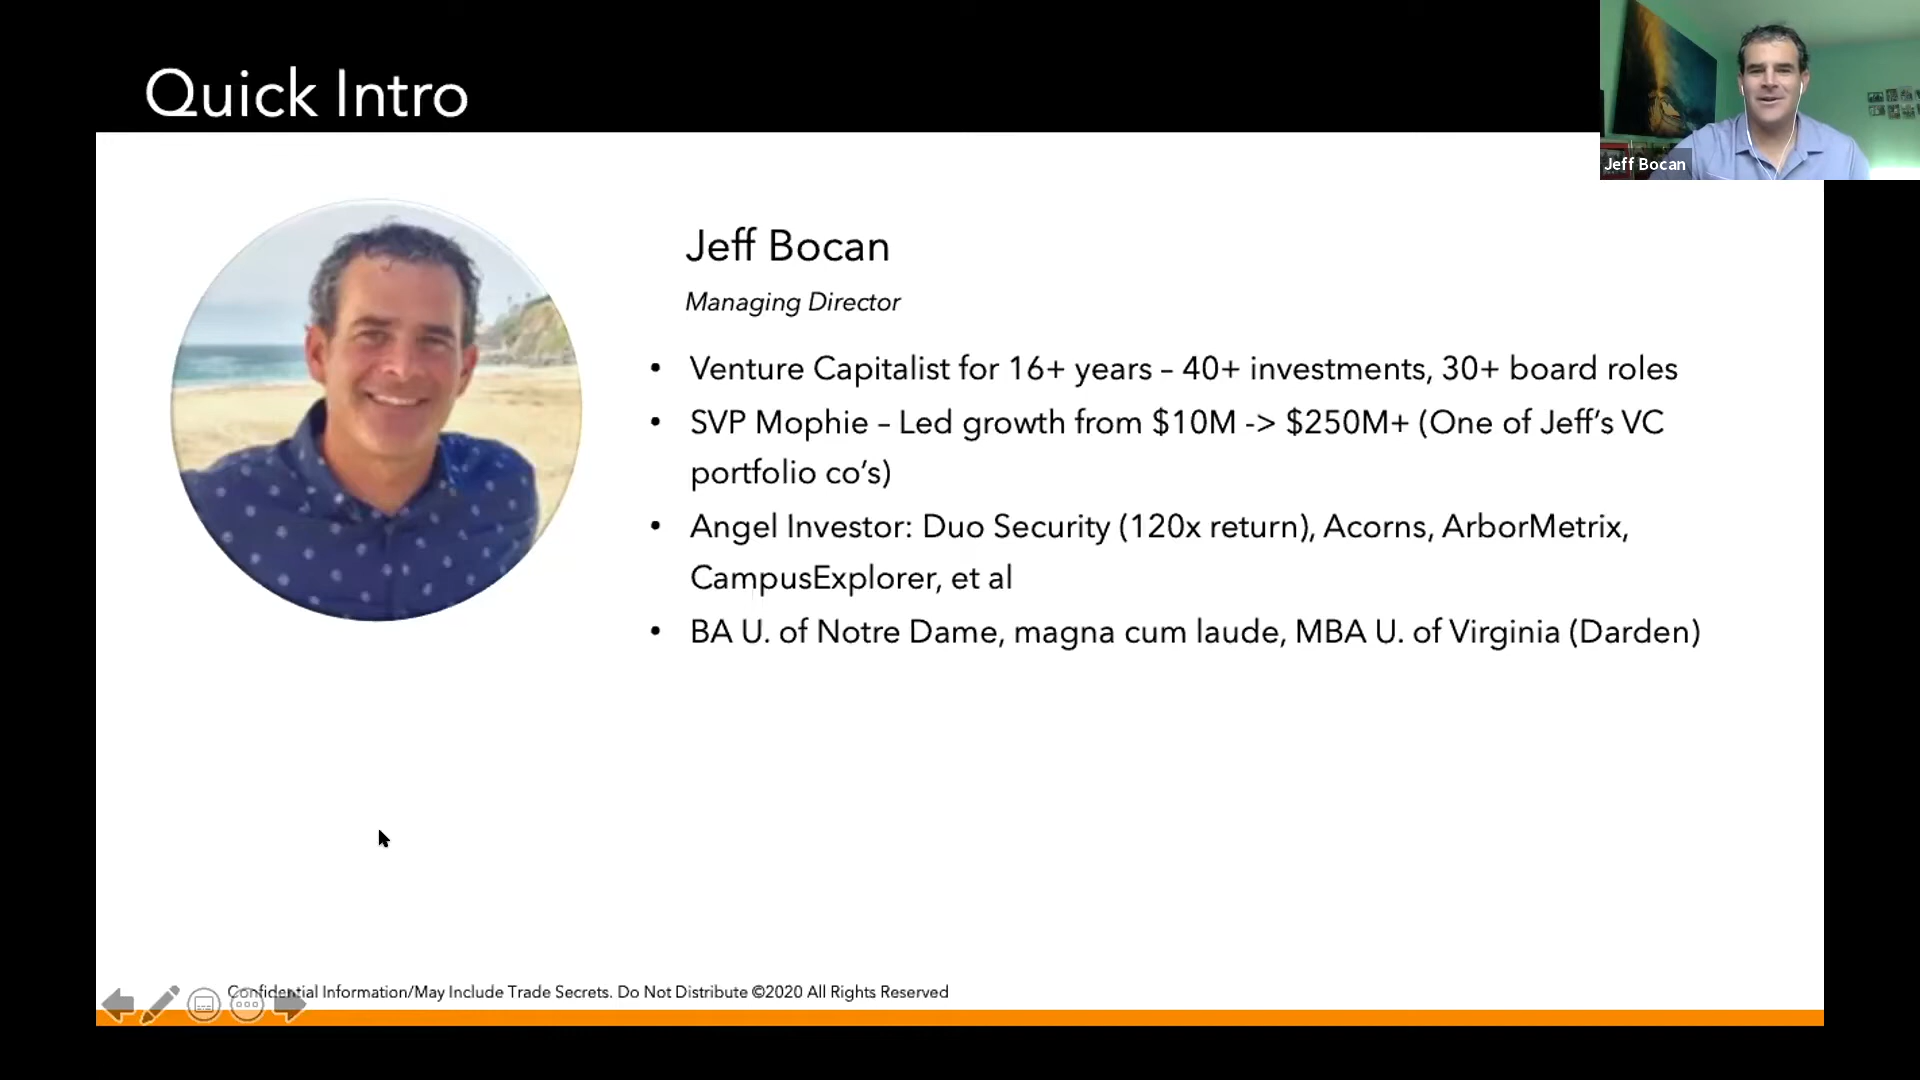 Quick Intro
Jeff Bocan
Jeff Bocan
Managing Director
• Venture Capitalist for 16+ years – 40+ investments, 30+ board roles
• SVP Mophie – Led growth from $10M -> $250M+ (One of Jeff’s VC
portfolio co’s)
• Angel Investor: Duo Security (120x return), Acorns, ArborMetrix,
CampusExplorer, et al
• BA U. of Notre Dame, magna cum laude, MBA U. of Virginia (Darden)
Confidential Information/May Include Trade Secrets. Do Not Distribute ©2020 All Rights Reserved